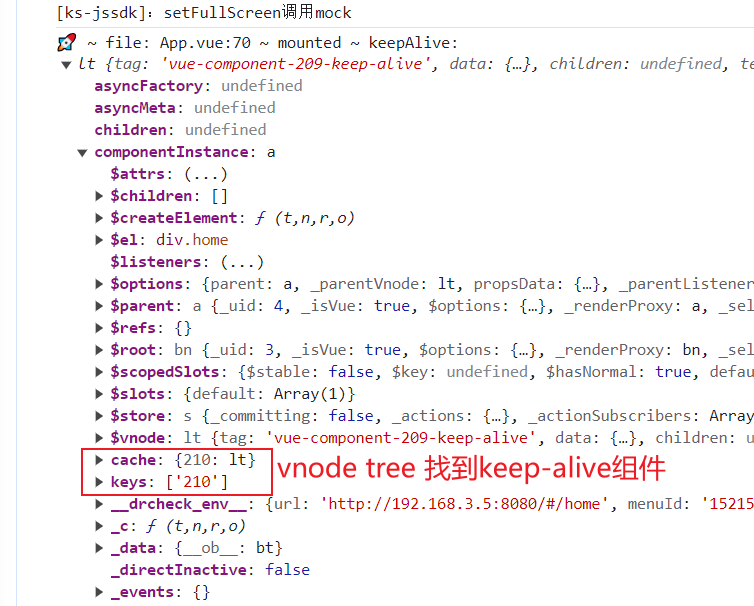 [ks-jssdk]: setFullScreen调用mock
🚀 ~ file: App.vue:70 ~ mounted ~ keepAlive:
▼ lt {tag: 'vue-component-209-keep-alive', data: {…}, children: undefined, te
asyncFactory: undefined
asyncMeta: undefined
children: undefined
▼ componentInstance: a
$attrs: (...)
▶ $children: []
▶ $createElement: ƒ (t,n,r,o)
▶ $el: div.home
$listeners: (...)
▶ $options: {parent: a, _parentVnode: lt, propsData: {…}, _parentListener
▶ $parent: a {_uid: 4, _isVue: true, $options: {…}, _renderProxy: a, _sel
▶ $refs: {}
▶ $root: bn {_uid: 3, _isVue: true, $options: {…}, _renderProxy: bn, _sel
▶ $scopedSlots: {$stable: false, $key: undefined, $hasNormal: true, defau
▶ $slots: {default: Array(1)}
▶ $store: s {_committing: false, _actions: {…}, _actionSubscribers: Array
▶ $vnode: lt {tag: 'vue-component-209-keep-alive', data: {…}, children: u
▶ cache: {210: lt}
▶ keys: ['210']
vnode tree 找到keep-alive组件
▶ __drcheck_env__: {url: 'http://192.168.3.5:8080/#/home', menuId: '15215
▶ _c: ƒ (t,n,r,o)
▶ _data: {__ob__: bt}
_directInactive: false
▶ _events: {}